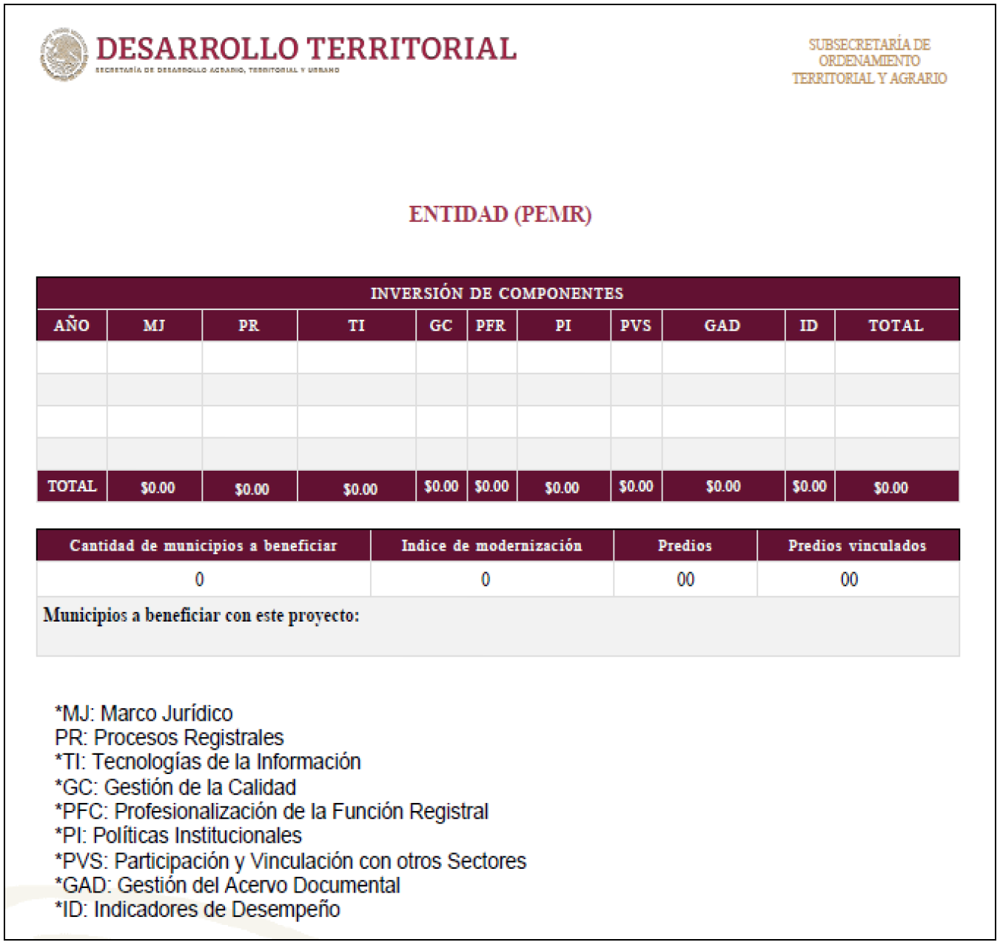 DESARROLLO TERRITORIAL
SECRETARÍA DE DESARROLLO AGRARIO, TERRITORIAL Y URBANO
SUBSECRETARÍA DE
ORDENAMIENTO
TERRITORIAL Y AGRARIO
ENTIDAD (PEMR)
INVERSIÓN DE COMPONENTES
AÑO MJ PR TI GC PFR PI PVS GAD ID TOTAL
TOTAL $0.00 $0.00 $0.00 $0.00 $0.00 $0.00 $0.00 $0.00 $0.00 $0.00
Cantidad de municipios a beneficiar Indice de modernización Predios Predios vinculados
0 0 00 00
Municipios a beneficiar con este proyecto:
*MJ: Marco Jurídico
PR: Procesos Registrales
*TI: Tecnologías de la Información
*GC: Gestión de la Calidad
*PFC: Profesionalización de la Función Registral
*PI: Políticas Institucionales
*PVS: Participación y Vinculación con otros Sectores
*GAD: Gestión del Acervo Documental
*ID: Indicadores de Desempeño